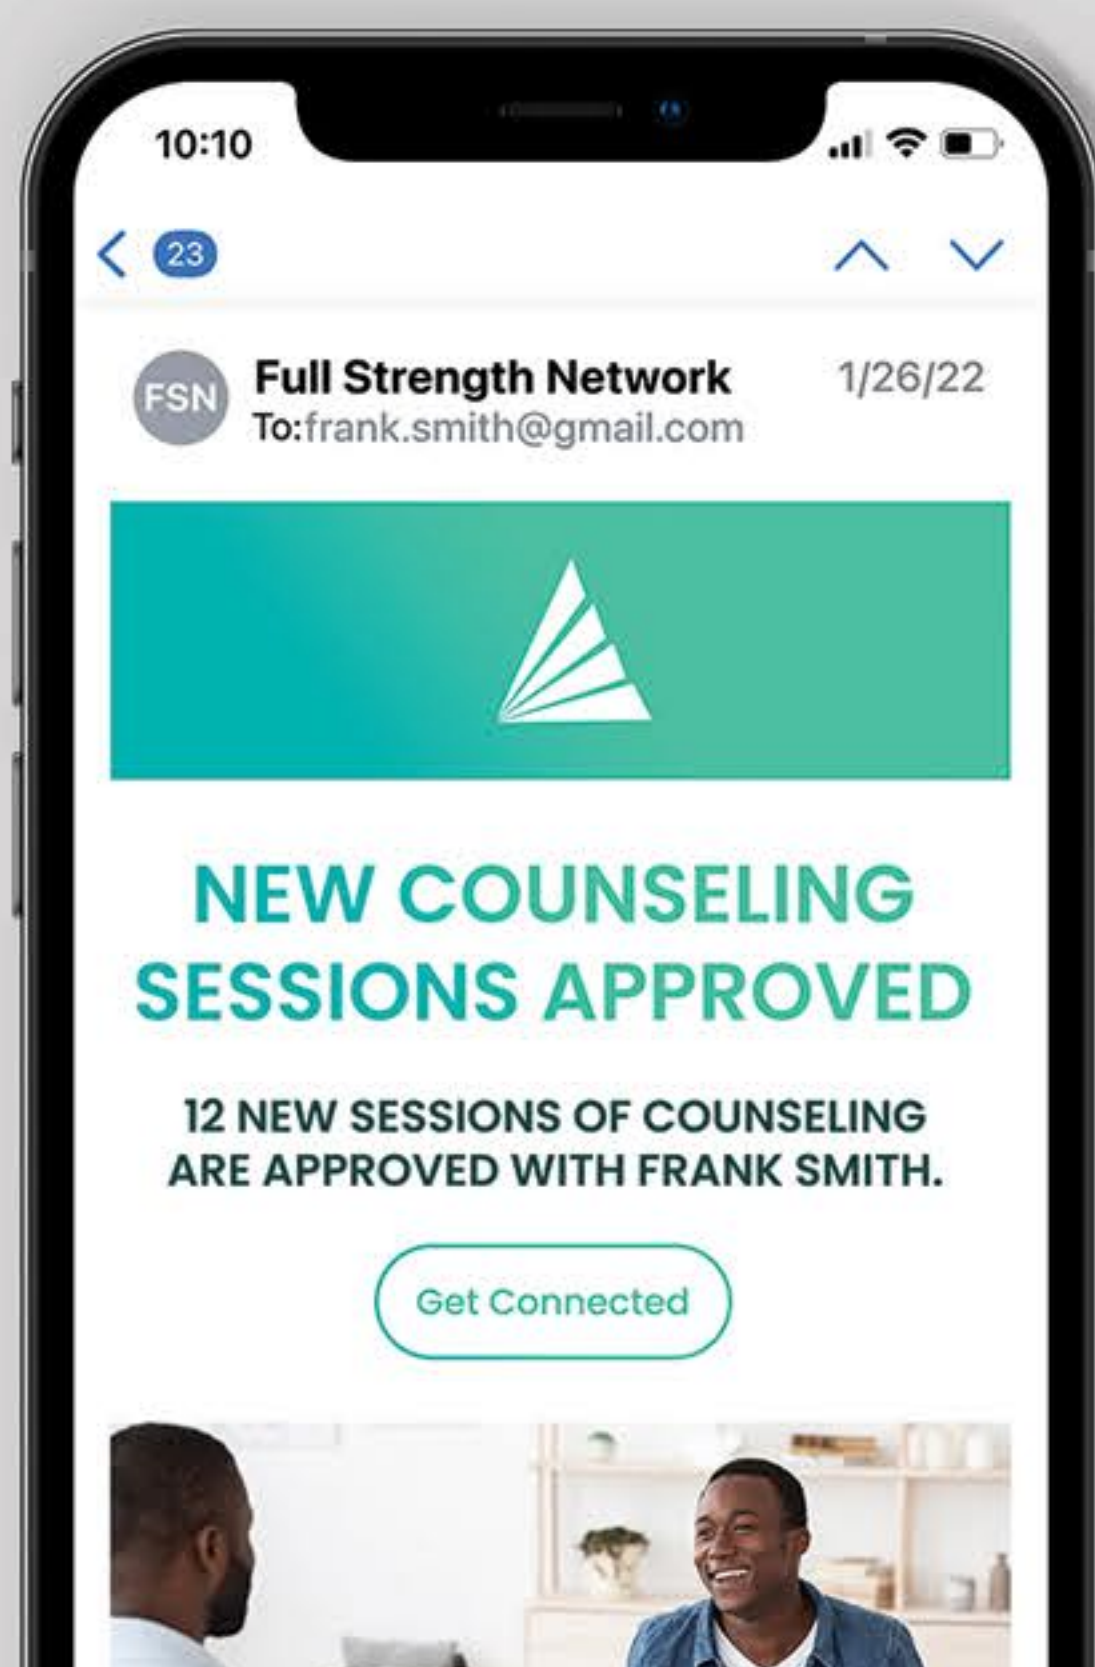 10:10
23
FSN
Full Strength Network
1/26/22
To:frank.smith@gmail.com
NEW COUNSELING
SESSIONS APPROVED
12 NEW SESSIONS OF COUNSELING
ARE APPROVED WITH FRANK SMITH.
Get Connected